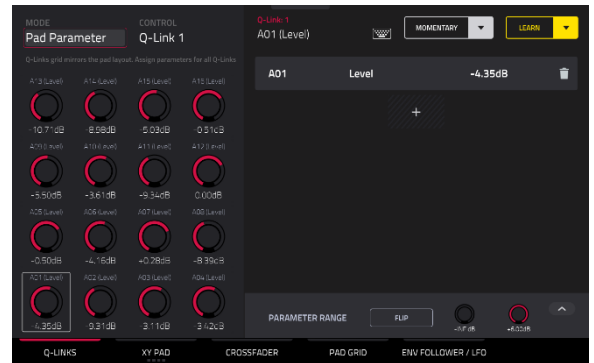 MODE
Pad Parameter
CONTROL
Q-Link 1
Q-Links grid mirrors the pad layout. Assign parameters for all Q-Links
A13 (Level) A14 (Level) A15 (Level) A16 (Level)
-10.71dB -8.98dB -5.03dB -0.51dB
A09 (Level) A10 (Level) A11 (Level) A12 (Level)
-5.50dB -3.61dB -9.34dB 0.00dB
A05 (Level) A06 (Level) A07 (Level) A08 (Level)
-0.50dB -4.16dB +0.28dB -8.39dB
A01 (Level) A02 (Level) A03 (Level) A04 (Level)
-4.35dB -9.31dB -3.11dB -3.42dB
Q-Link 1
A01 (Level)
MOMENTARY
LEARN
A01 Level -4.35dB
+
PARAMETER RANGE FLIP
-INF dB +6.00dB
Q-LINKS XY PAD CROSSFADER PAD GRID ENV FOLLOWER / LFO